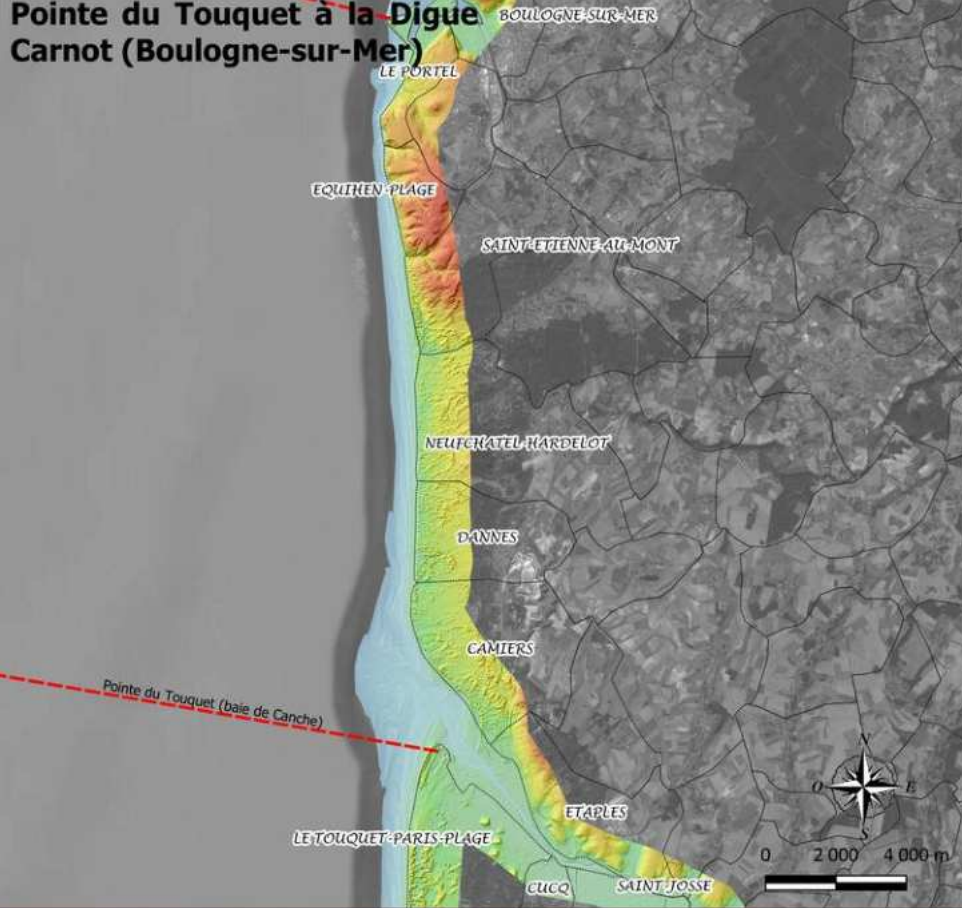 Pointe du Touquet à la Digue
Carnot (Boulogne-sur-Mer)
BOULOGNE-SUR-MER
LE PORTEL
EQUIHEN-PLAGE
SAINT-ETIENNE-AU-MONT
NEUFCHATEL-HARDELOT
DANNES
CAMIERS
Pointe du Touquet (baie de Canche)
N
O E
S
ETAPLES
LE TOUQUET-PARIS-PLAGE
0 2 000 4 000 m
CUCQ
SAINT-JOSSE